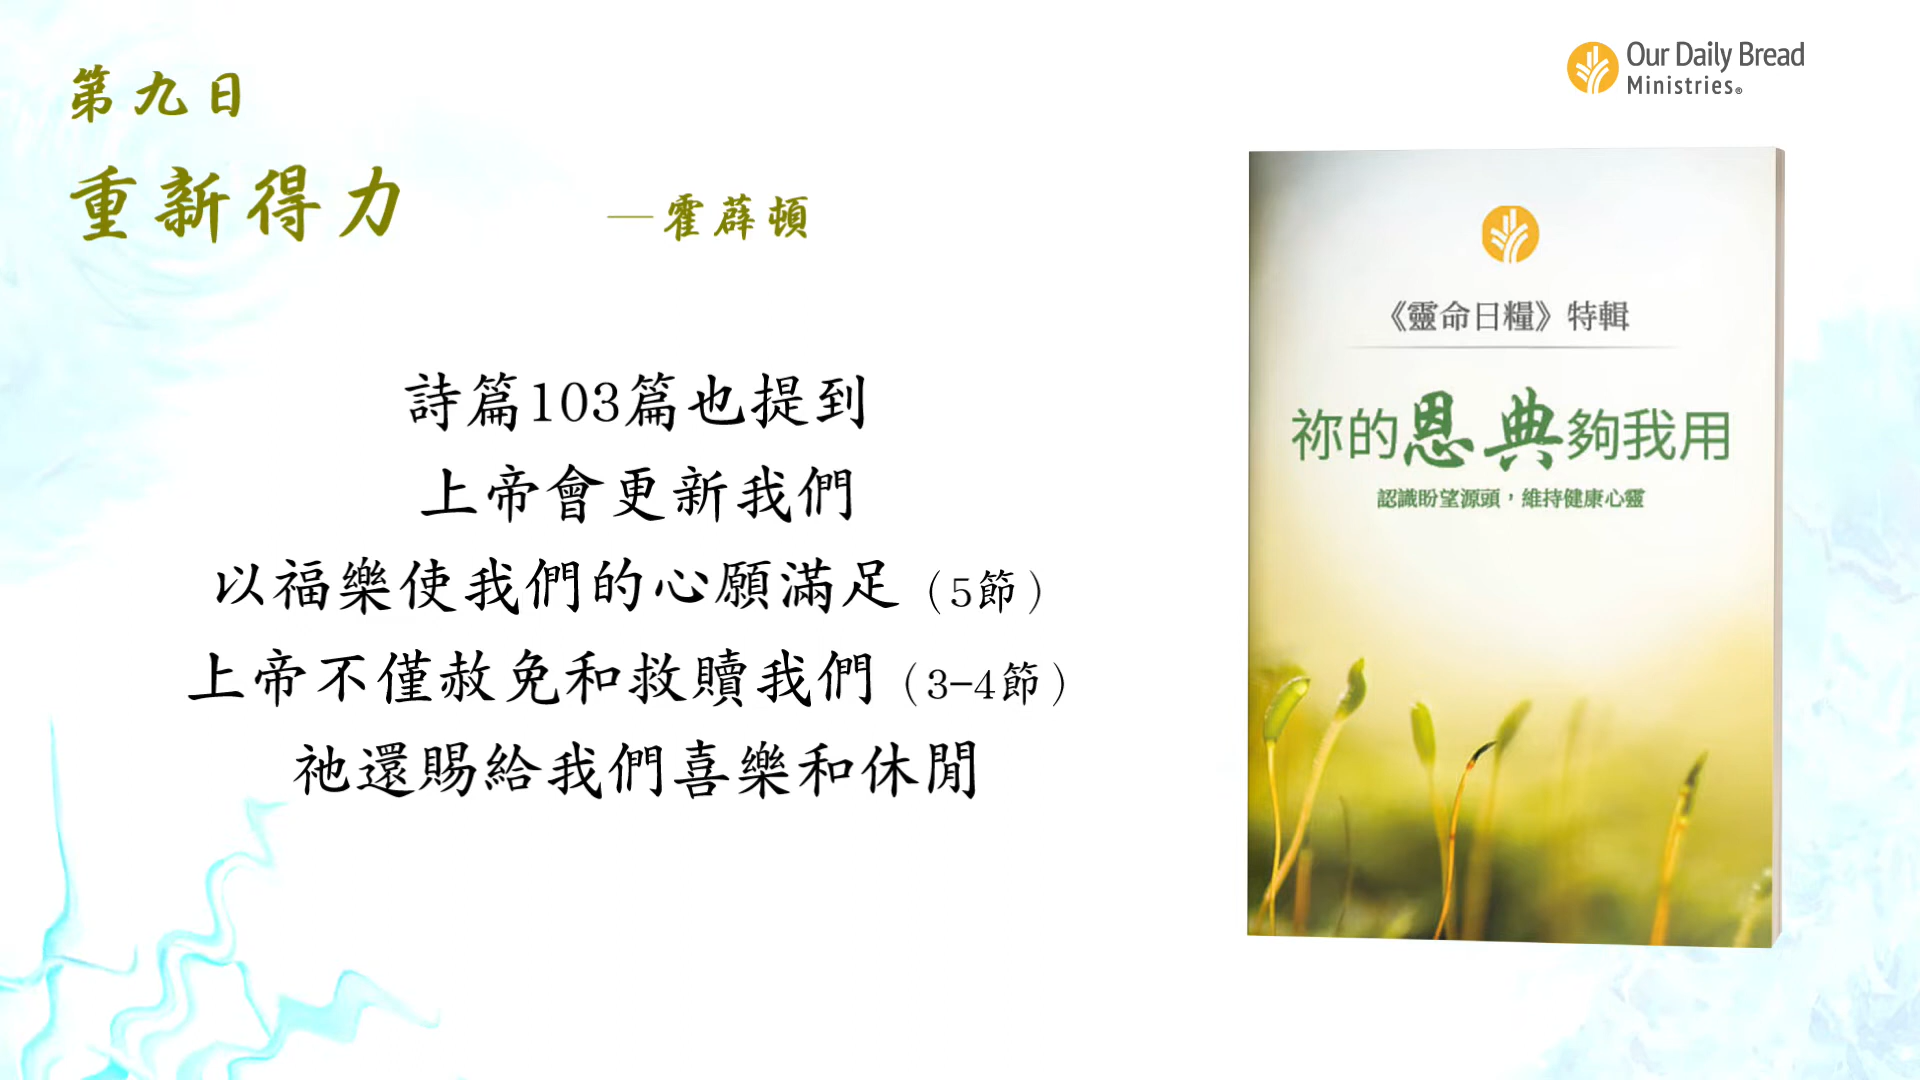 第九日
重新得力 —霍薜頓
詩篇103篇也提到
上帝會更新我們
以福樂使我們的心願滿足（5節）
上帝不僅赦免和救贖我們（3-4節）
祂還賜給我們喜樂和休閒
Our Daily Bread
Ministries®
《靈命日糧》特輯
祢的恩典夠我用
認識盼望源頭，維持健康心靈